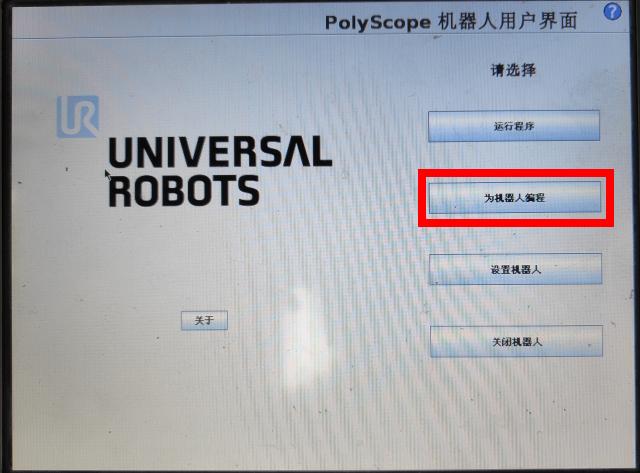 PolyScope 机器人用户界面
?
请选择
UR
UNIVERSAL
ROBOTS
运行程序
为机器人编程
设置机器人
关于
关闭机器人